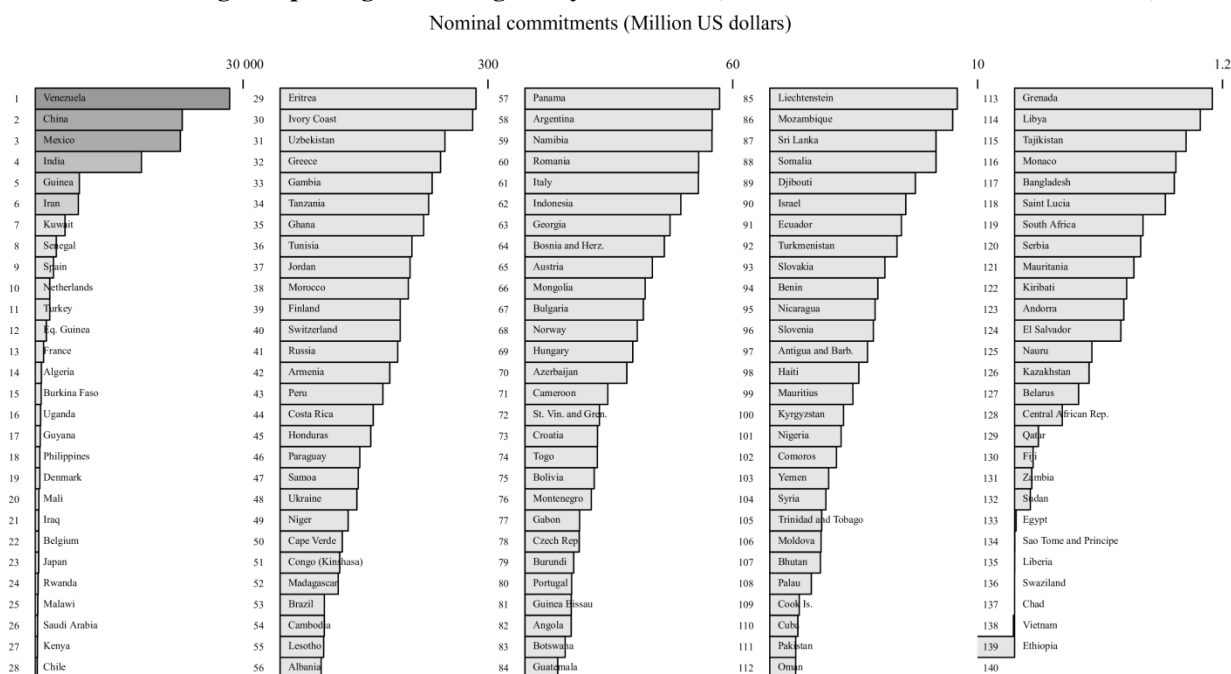 Nominal commitments (Million US dollars)
30 000
300
60
10
1.2
1 Venezuela
2 China
3 Mexico
4 India
5 Guinea
6 Iran
7 Kuwait
8 Senegal
9 Spain
10 Netherlands
11 Turkey
12 Eq. Guinea
13 France
14 Algeria
15 Burkina Faso
16 Uganda
17 Guyana
18 Philippines
19 Denmark
20 Mali
21 Iraq
22 Belgium
23 Japan
24 Rwanda
25 Malawi
26 Saudi Arabia
27 Kenya
28 Chile
29 Eritrea
30 Ivory Coast
31 Uzbekistan
32 Greece
33 Gambia
34 Tanzania
35 Ghana
36 Tunisia
37 Jordan
38 Morocco
39 Finland
40 Switzerland
41 Russia
42 Armenia
43 Peru
44 Costa Rica
45 Honduras
46 Paraguay
47 Samoa
48 Ukraine
49 Niger
50 Cape Verde
51 Congo (Kinshasa)
52 Madagascar
53 Brazil
54 Cambodia
55 Lesotho
56 Albania
57 Panama
58 Argentina
59 Namibia
60 Romania
61 Italy
62 Indonesia
63 Georgia
64 Bosnia and Herz.
65 Austria
66 Mongolia
67 Bulgaria
68 Norway
69 Hungary
70 Azerbaijan
71 Cameroon
72 St. Vin. and Gren.
73 Croatia
74 Togo
75 Bolivia
76 Montenegro
77 Gabon
78 Czech Rep
79 Burundi
80 Portugal
81 Guinea Bissau
82 Angola
83 Botswana
84 Guatemala
85 Liechtenstein
86 Mozambique
87 Sri Lanka
88 Somalia
89 Djibouti
90 Israel
91 Ecuador
92 Turkmenistan
93 Slovakia
94 Benin
95 Nicaragua
96 Slovenia
97 Antigua and Barb.
98 Haiti
99 Mauritius
100 Kyrgyzstan
101 Nigeria
102 Comoros
103 Yemen
104 Syria
105 Trinidad and Tobago
106 Moldova
107 Bhutan
108 Palau
109 Cook Is.
110 Cuba
111 Pakistan
112 Oman
113 Grenada
114 Libya
115 Tajikistan
116 Monaco
117 Bangladesh
118 Saint Lucia
119 South Africa
120 Serbia
121 Mauritania
122 Kiribati
123 Andorra
124 El Salvador
125 Nauru
126 Kazakhstan
127 Belarus
128 Central African Rep.
129 Qatar
130 Fiji
131 Zambia
132 Sudan
133 Egypt
134 Sao Tome and Principe
135 Liberia
136 Swaziland
137 Chad
138 Vietnam
139 Ethiopia
140